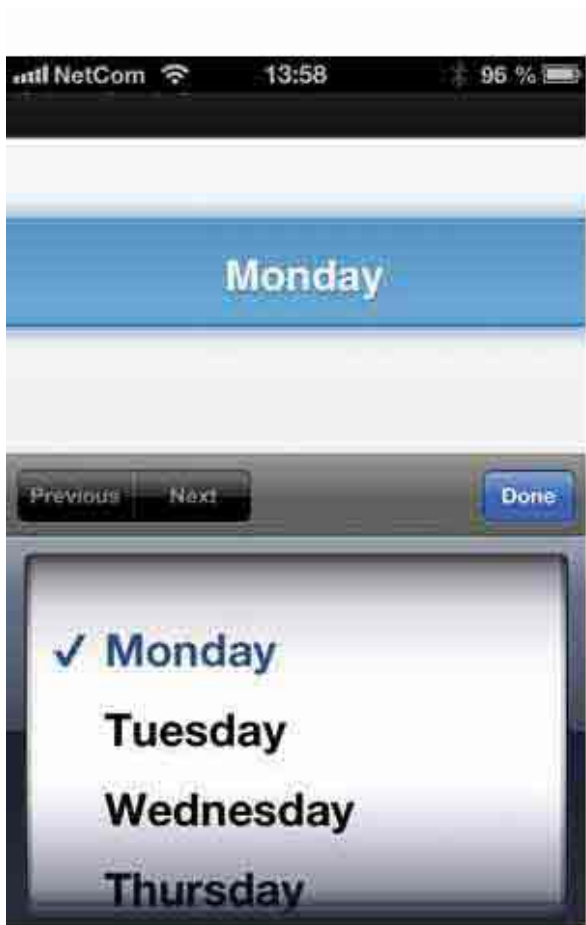 NetCom 13:58 96 %
Monday
Previous Next Done
✓ Monday
Tuesday
Wednesday
Thursday